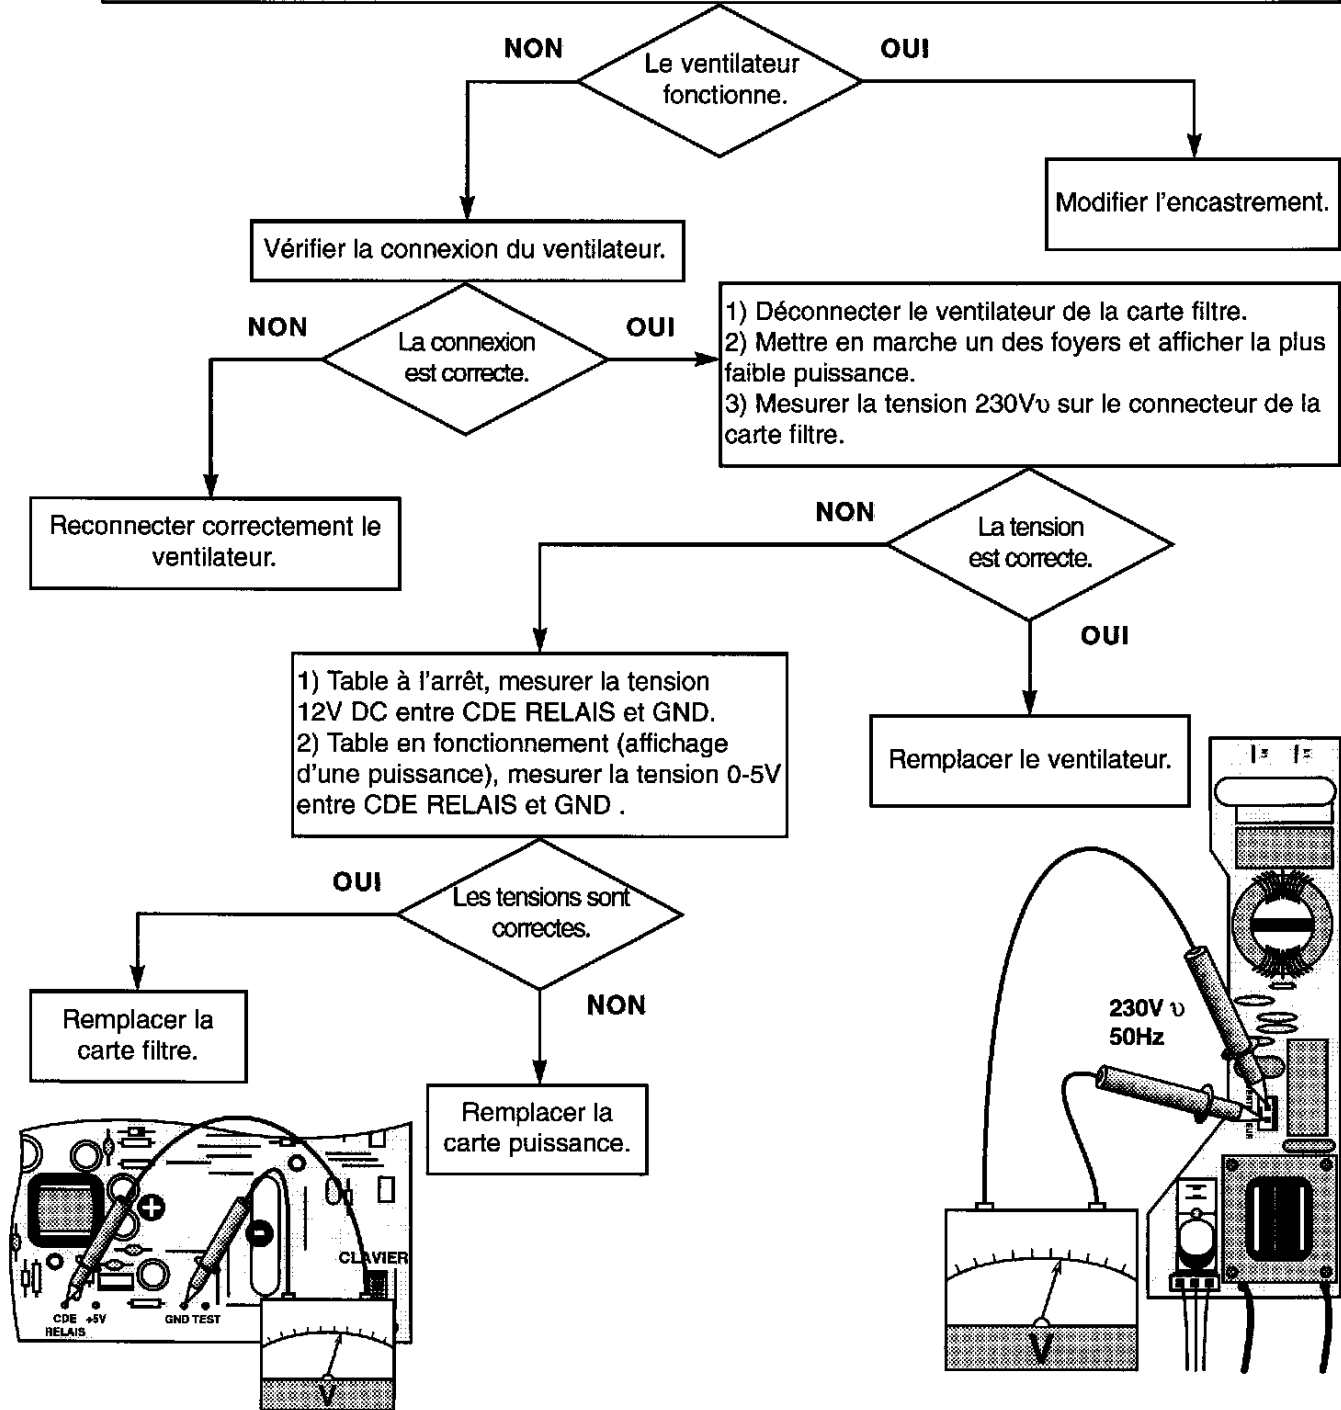 NON
OUI
Le ventilateur
fonctionne.
Modifier l'encastrement.
Vérifier la connexion du ventilateur.
NON
OUI
La connexion
est correcte.
1) Déconnecter le ventilateur de la carte filtre.
2) Mettre en marche un des foyers et afficher la plus
faible puissance.
3) Mesurer la tension 230V υ sur le connecteur de la
carte filtre.
Reconnecter correctement le
ventilateur.
NON
La tension
est correcte.
OUI
1) Table à l'arrêt, mesurer la tension
12V DC entre CDE RELAIS et GND.
2) Table en fonctionnement (affichage
d'une puissance), mesurer la tension 0-5V
entre CDE RELAIS et GND .
Remplacer le ventilateur.
OUI
Les tensions sont
correctes.
NON
Remplacer la
carte filtre.
Remplacer la
carte puissance.
230V υ
50Hz
CLAVIER
CDE +5V
RELAIS
GND TEST
V
V